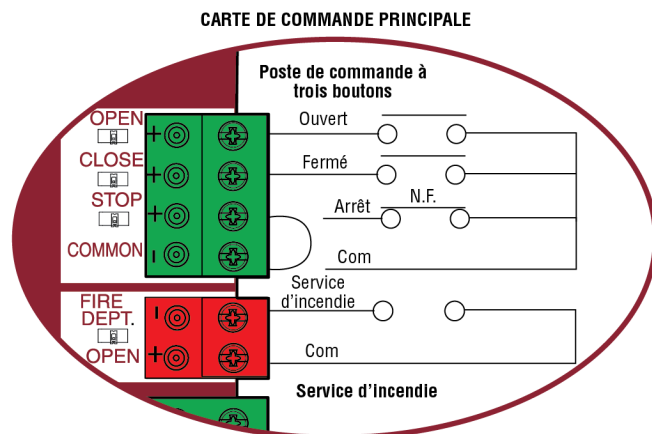 CARTE DE COMMANDE PRINCIPALE
Poste de commande à
trois boutons
OPEN
+
Ouvert
CLOSE
+
Fermé
STOP
+
Arrêt
N.F.
COMMON
-
Com
FIRE
DEPT.
-
Service
d'incendie
OPEN
+
Com
Service d'incendie